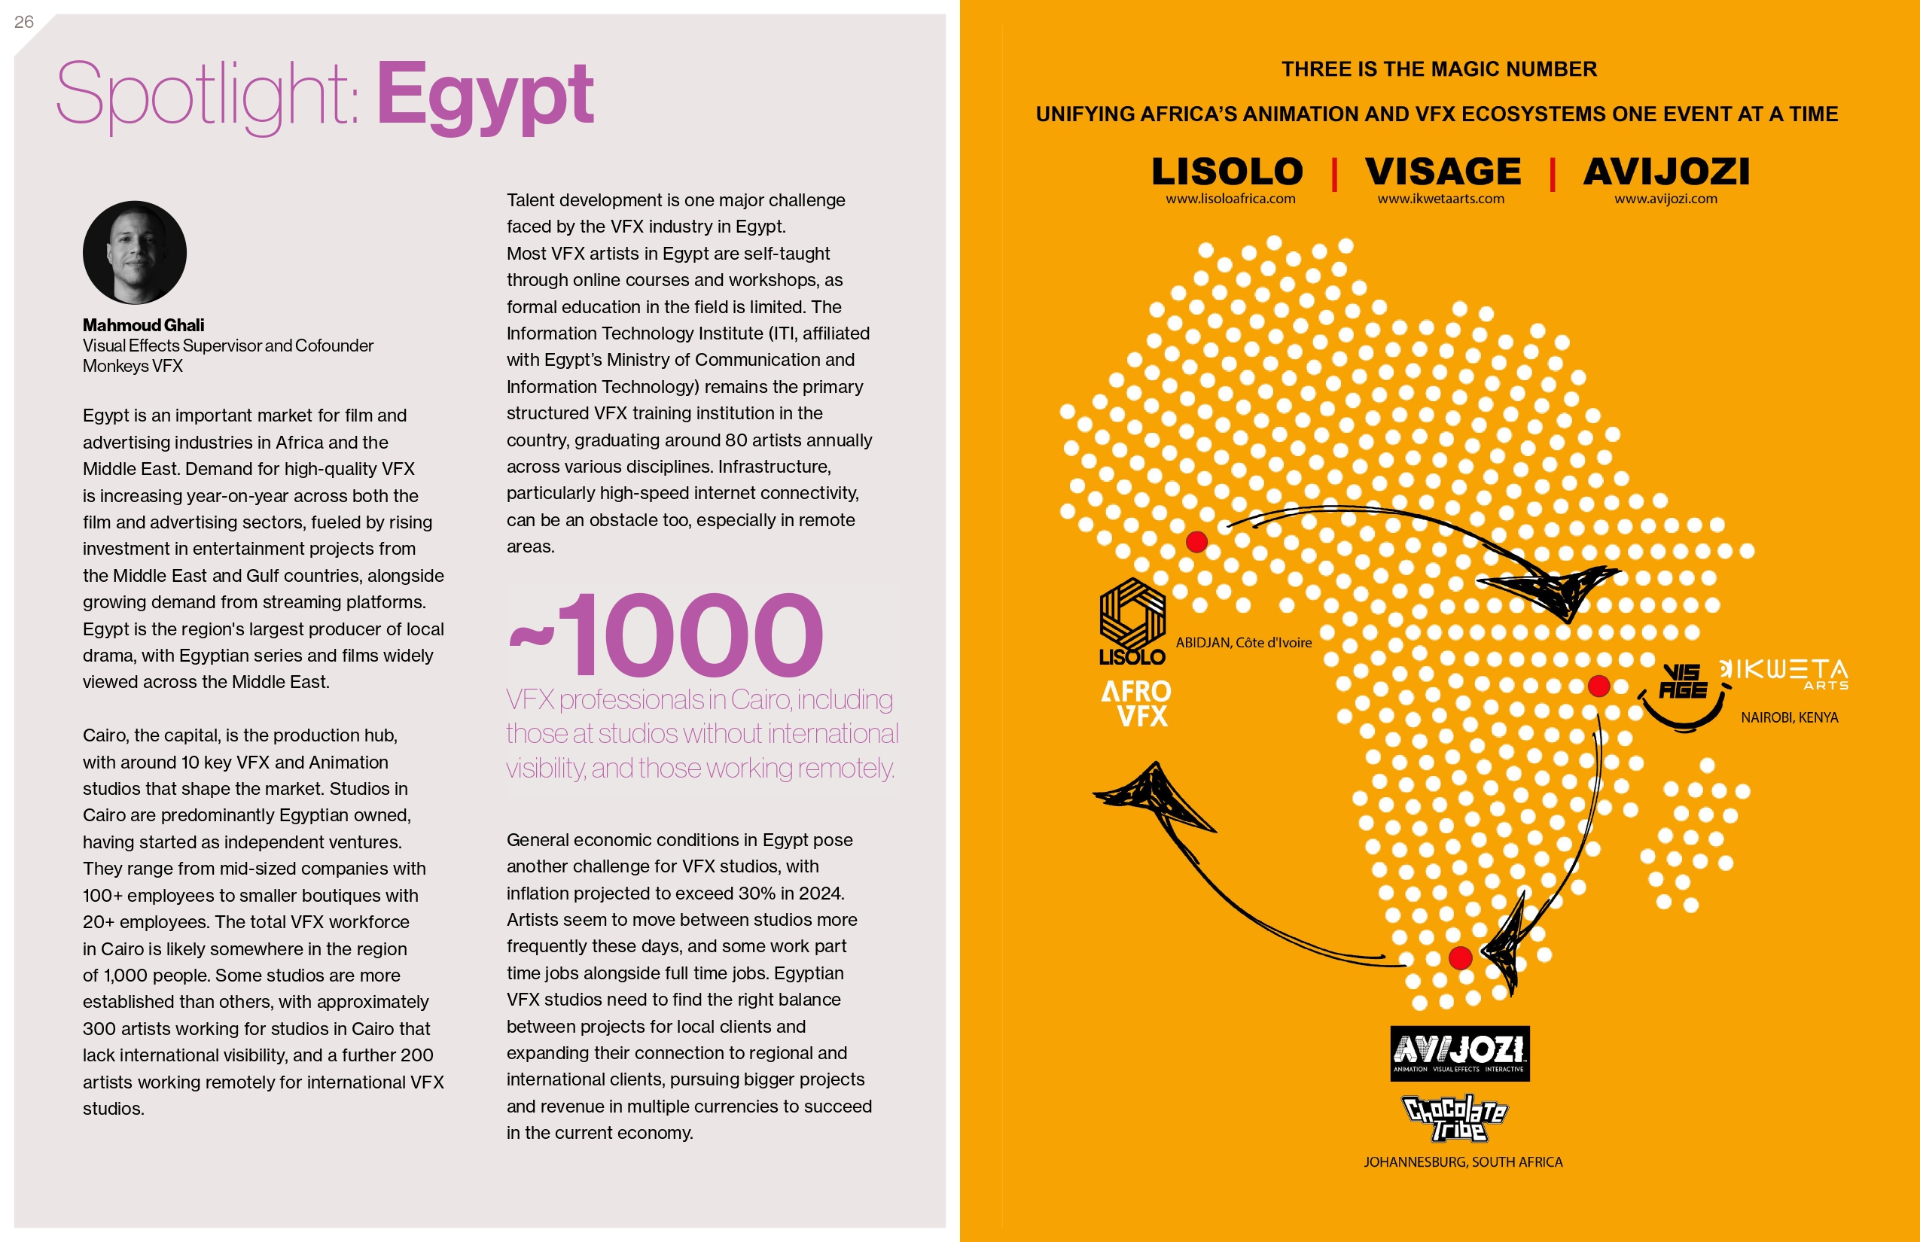 26
Spotlight: Egypt
Mahmoud Ghali
Visual Effects Supervisor and Cofounder
Monkeys VFX
Egypt is an important market for film and
advertising industries in Africa and the
Middle East. Demand for high-quality VFX
is increasing year-on-year across both the
film and advertising sectors, fueled by rising
investment in entertainment projects from
the Middle East and Gulf countries, alongside
growing demand from streaming platforms.
Egypt is the region's largest producer of local
drama, with Egyptian series and films widely
viewed across the Middle East.
Cairo, the capital, is the production hub,
with around 10 key VFX and Animation
studios that shape the market. Studios in
Cairo are predominantly Egyptian owned,
having started as independent ventures.
They range from mid-sized companies with
100+ employees to smaller boutiques with
20+ employees. The total VFX workforce
in Cairo is likely somewhere in the region
of 1,000 people. Some studios are more
established than others, with approximately
300 artists working for studios in Cairo that
lack international visibility, and a further 200
artists working remotely for international VFX
studios.
Talent development is one major challenge
faced by the VFX industry in Egypt.
Most VFX artists in Egypt are self-taught
through online courses and workshops, as
formal education in the field is limited. The
Information Technology Institute (ITI, affiliated
with Egypt’s Ministry of Communication and
Information Technology) remains the primary
structured VFX training institution in the
country, graduating around 80 artists annually
across various disciplines. Infrastructure,
particularly high-speed internet connectivity,
can be an obstacle too, especially in remote
areas.
~1000
VFX professionals in Cairo, including
those at studios without international
visibility, and those working remotely.
General economic conditions in Egypt pose
another challenge for VFX studios, with
inflation projected to exceed 30% in 2024.
Artists seem to move between studios more
frequently these days, and some work part
time jobs alongside full time jobs. Egyptian
VFX studios need to find the right balance
between projects for local clients and
expanding their connection to regional and
international clients, pursuing bigger projects
and revenue in multiple currencies to succeed
in the current economy.
THREE IS THE MAGIC NUMBER
UNIFYING AFRICA’S ANIMATION AND VFX ECOSYSTEMS ONE EVENT AT A TIME
LISOLO | VISAGE | AVIJOZI
www.lisoloafrica.com www.ikwetaarts.com www.avijozi.com
LISOLO
ABIDJAN, Côte d'Ivoire
AFRO
VFX
VIS
AGE
IKWETA
ARTS
NAIROBI, KENYA
AVIJOZI
ANIMATION VISUAL EFFECTS INTERACTIVE
Chocolate
Tribe
JOHANNESBURG, SOUTH AFRICA